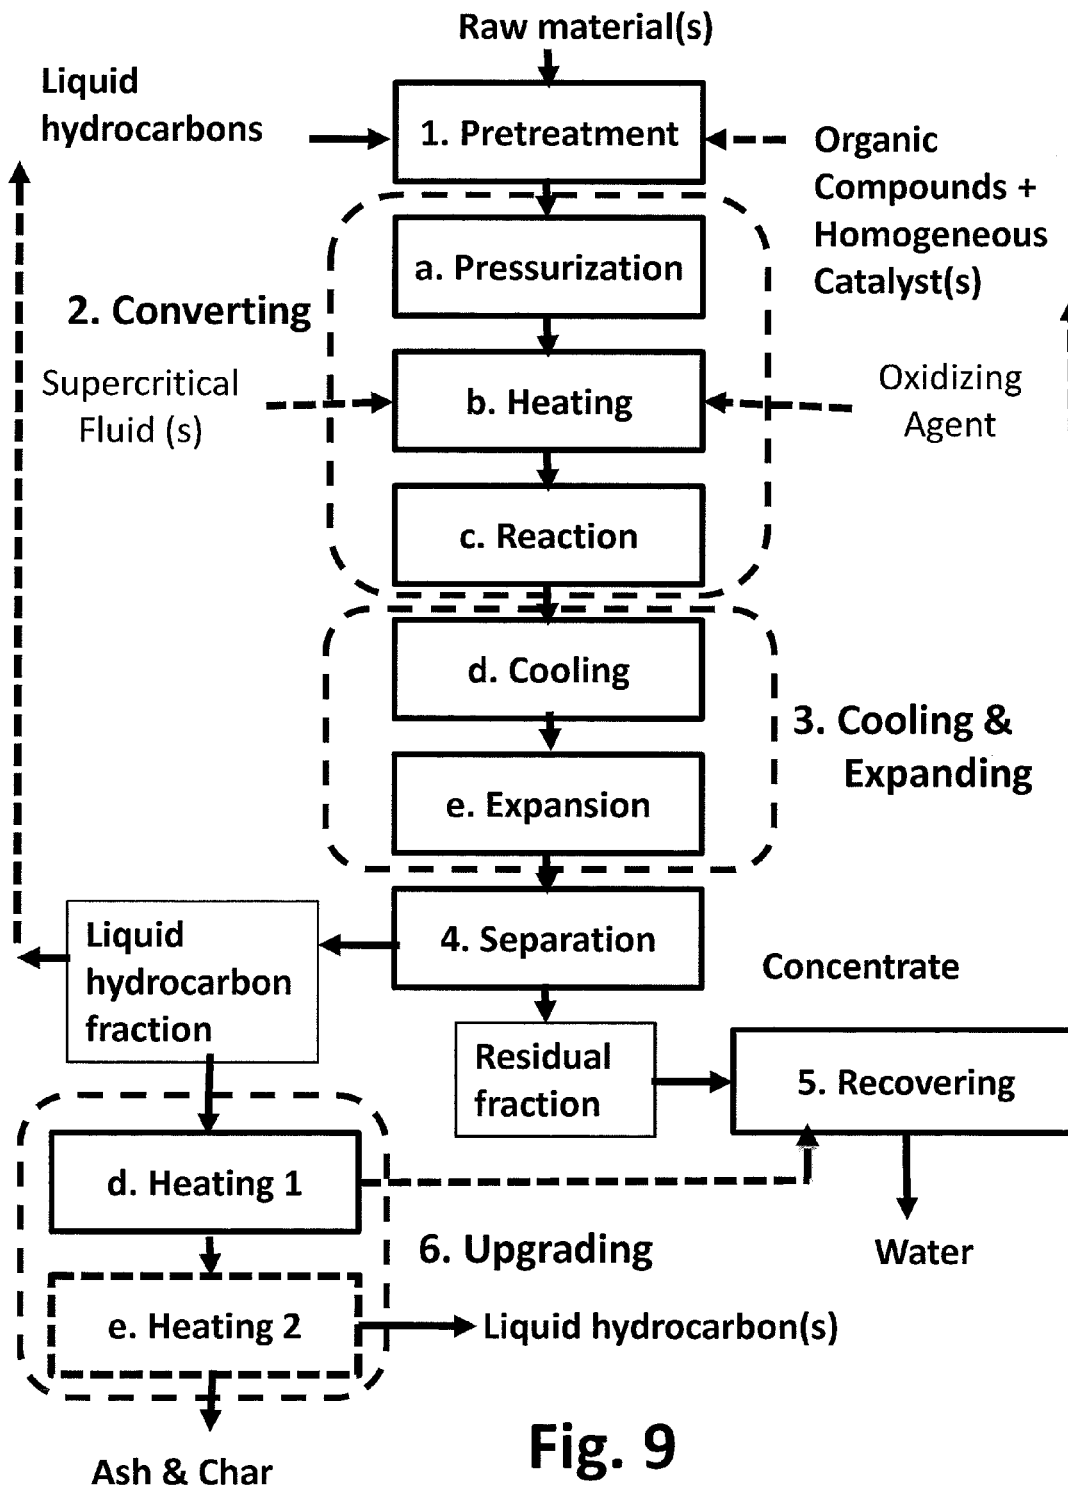 Raw material(s)
Liquid
hydrocarbons
1. Pretreatment
Organic
Compounds +
Homogeneous
Catalyst(s)
a. Pressurization
2. Converting
Supercritical
Fluid (s)
b. Heating
Oxidizing
Agent
c. Reaction
d. Cooling
3. Cooling &
Expanding
e. Expansion
4. Separation
Liquid
hydrocarbon
fraction
Concentrate
Residual
fraction
5. Recovering
d. Heating 1
6. Upgrading
Water
e. Heating 2
Liquid hydrocarbon(s)
Ash & Char
Fig. 9